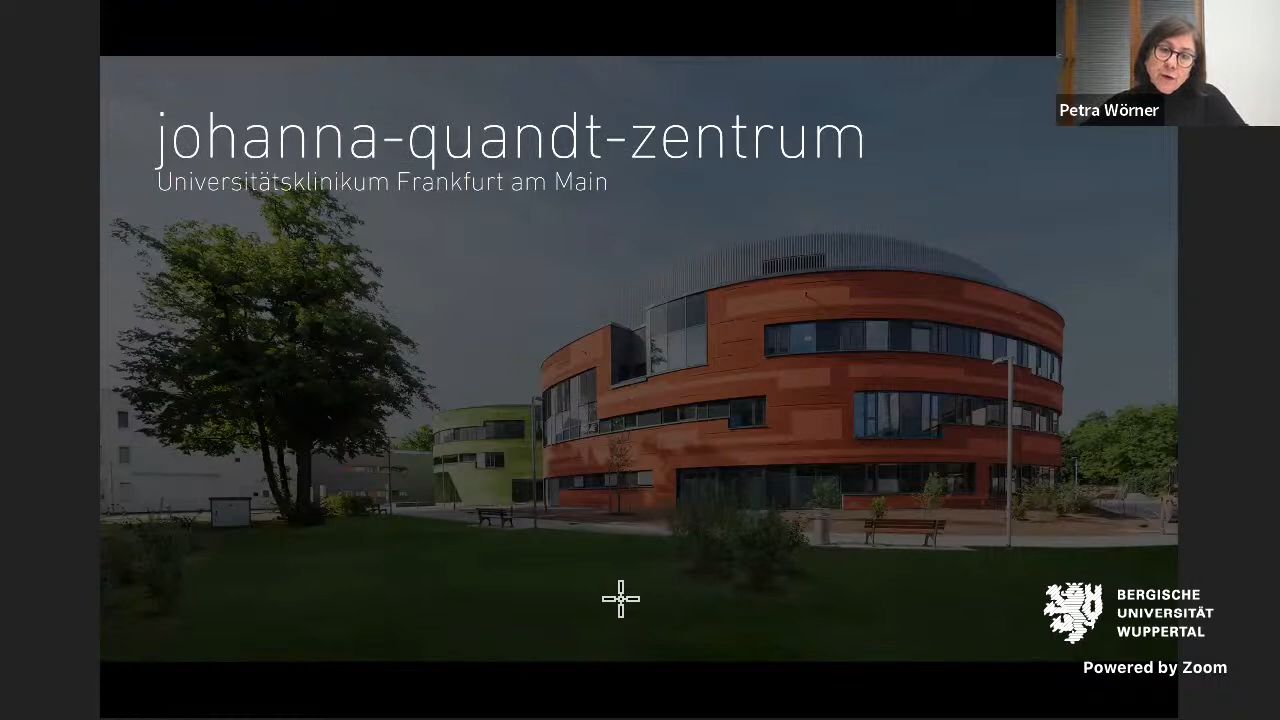 johanna-quandt-zentrum
Universitätsklinikum Frankfurt am Main
Petra Wörner
BERGISCHE
UNIVERSITÄT
WUPPERTAL
Powered by Zoom